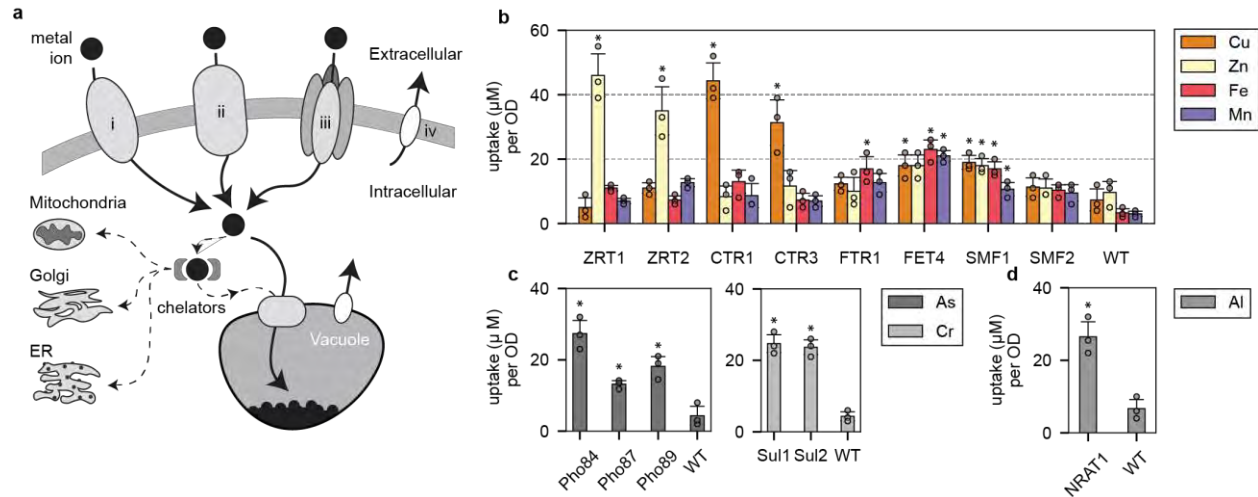 a
metal
ion
Extracellular
i
ii
iii
iv
Intracellular
Mitochondria
Golgi
chelators
ER
Vacuole
b
uptake (μM)
per OD
60
40
20
0
ZRT1 ZRT2 CTR1 CTR3 FTR1 FET4 SMF1 SMF2 WT
* * * * * * * * * * * * *
Cu
Zn
Fe
Mn
c
uptake (μ M)
per OD
40
20
0
* * *
Pho84 Pho87 Pho89 WT
40
20
0
* *
Sul1 Sul2 WT
As
Cr
d
uptake (μM)
per OD
40
20
0
*
NRAT1 WT
Al